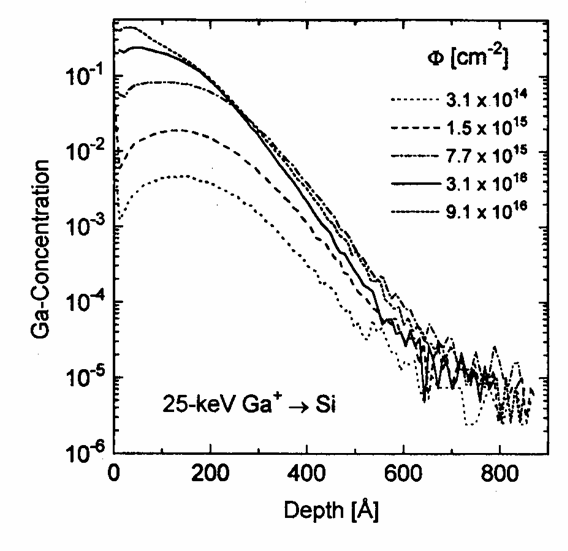 Φ [cm⁻²]
3.1 x 10¹⁴
1.5 x 10¹⁵
7.7 x 10¹⁵
3.1 x 10¹⁶
9.1 x 10¹⁶
10⁻¹
10⁻²
10⁻³
10⁻⁴
10⁻⁵
10⁻⁶
Ga-Concentration
25-keV Ga⁺ → Si
0 200 400 600 800
Depth [Å]